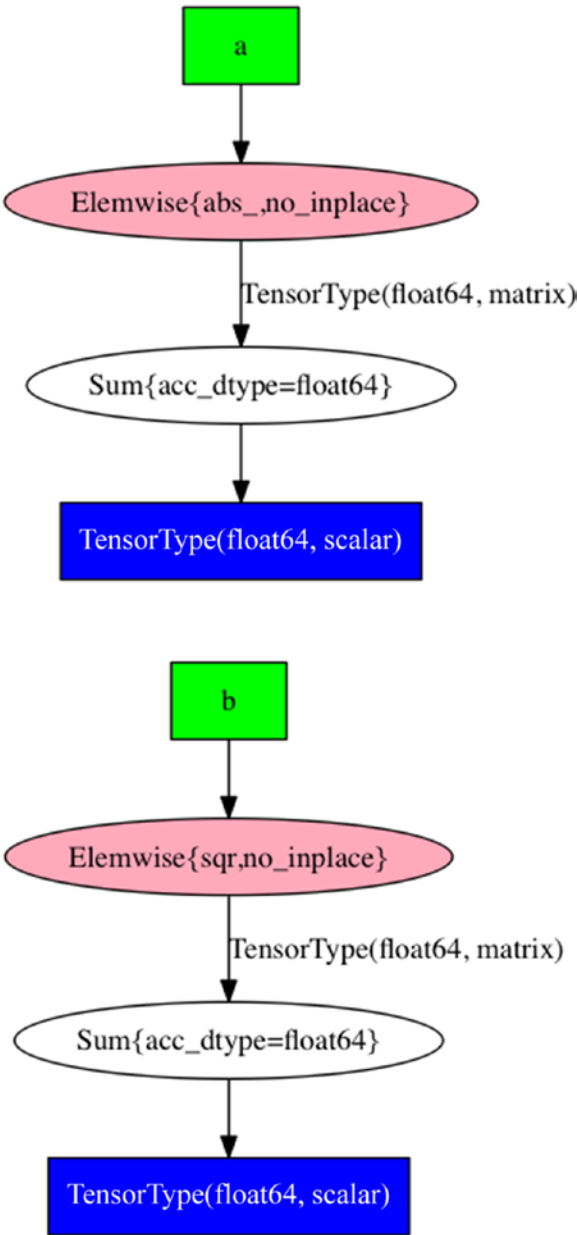 a
Elemwise{abs_,no_inplace}
TensorType(float64, matrix)
Sum{acc_dtype=float64}
TensorType(float64, scalar)
b
Elemwise{sqr,no_inplace}
TensorType(float64, matrix)
Sum{acc_dtype=float64}
TensorType(float64, scalar)